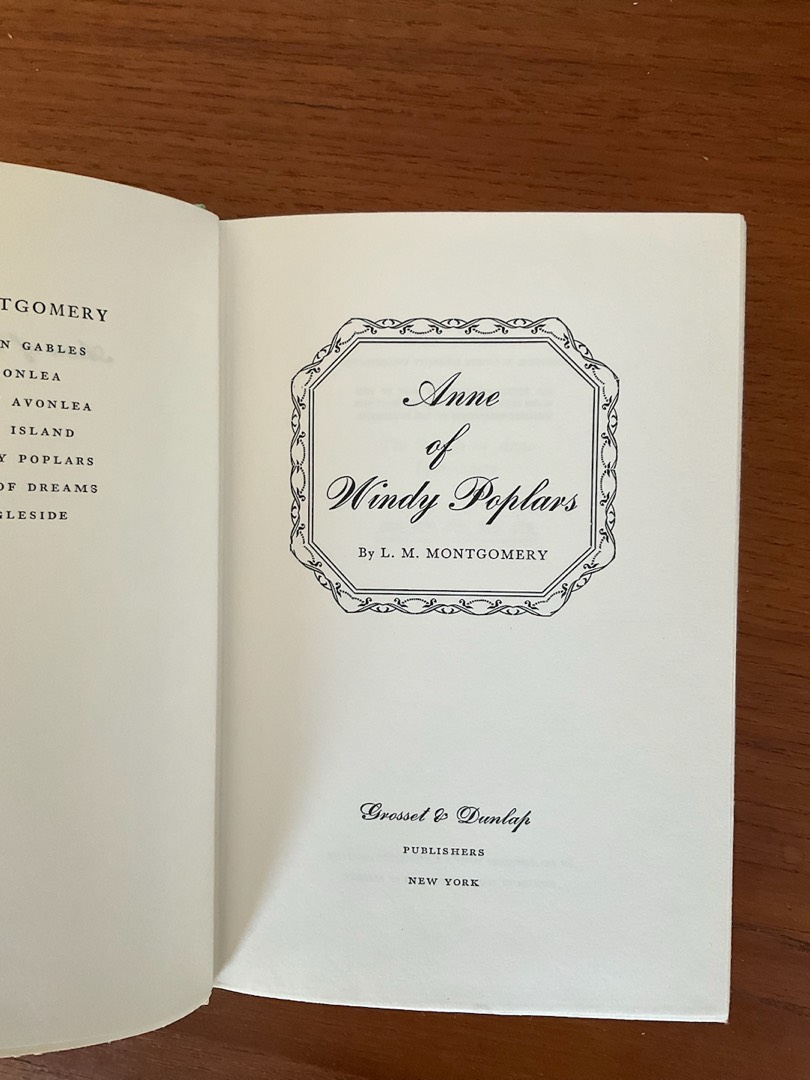 TGOMERY
N GABLES
ONLEA
AVONLEA
ISLAND
Y POPLARS
OF DREAMS
GLESIDE
Anne
of
Windy Poplars
By L. M. MONTGOMERY
Grosset & Dunlap
PUBLISHERS
NEW YORK